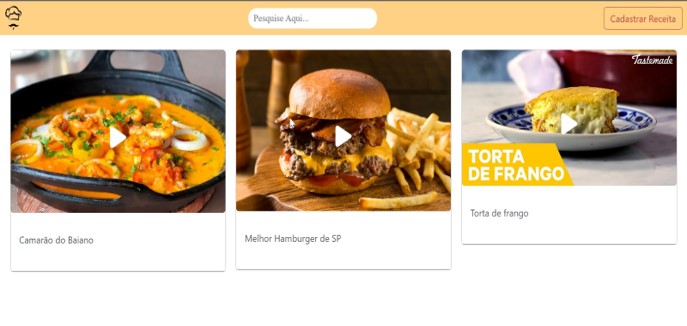 Pesquise Aqui...
Cadastrar Receita
Tastemade
TORTA
DE FRANGO
Camarão do Baiano
Melhor Hamburger de SP
Torta de frango